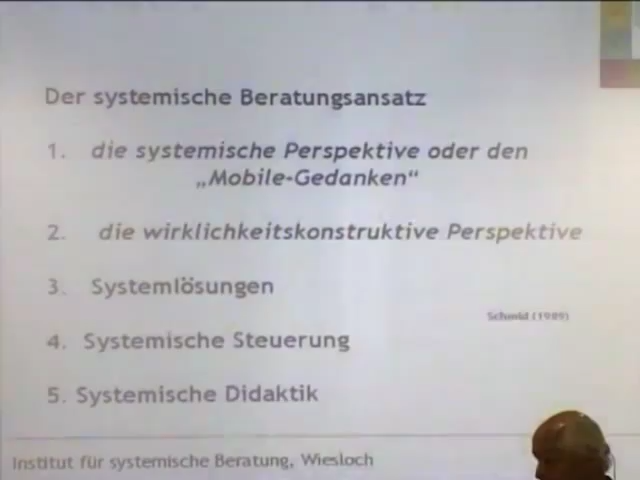 Der systemische Beratungsansatz
1. die systemische Perspektive oder den
„Mobile-Gedanken“
2. die wirklichkeitskonstruktive Perspektive
3. Systemlösungen
Schmid (1989)
4. Systemische Steuerung
5. Systemische Didaktik
Institut für systemische Beratung, Wiesloch